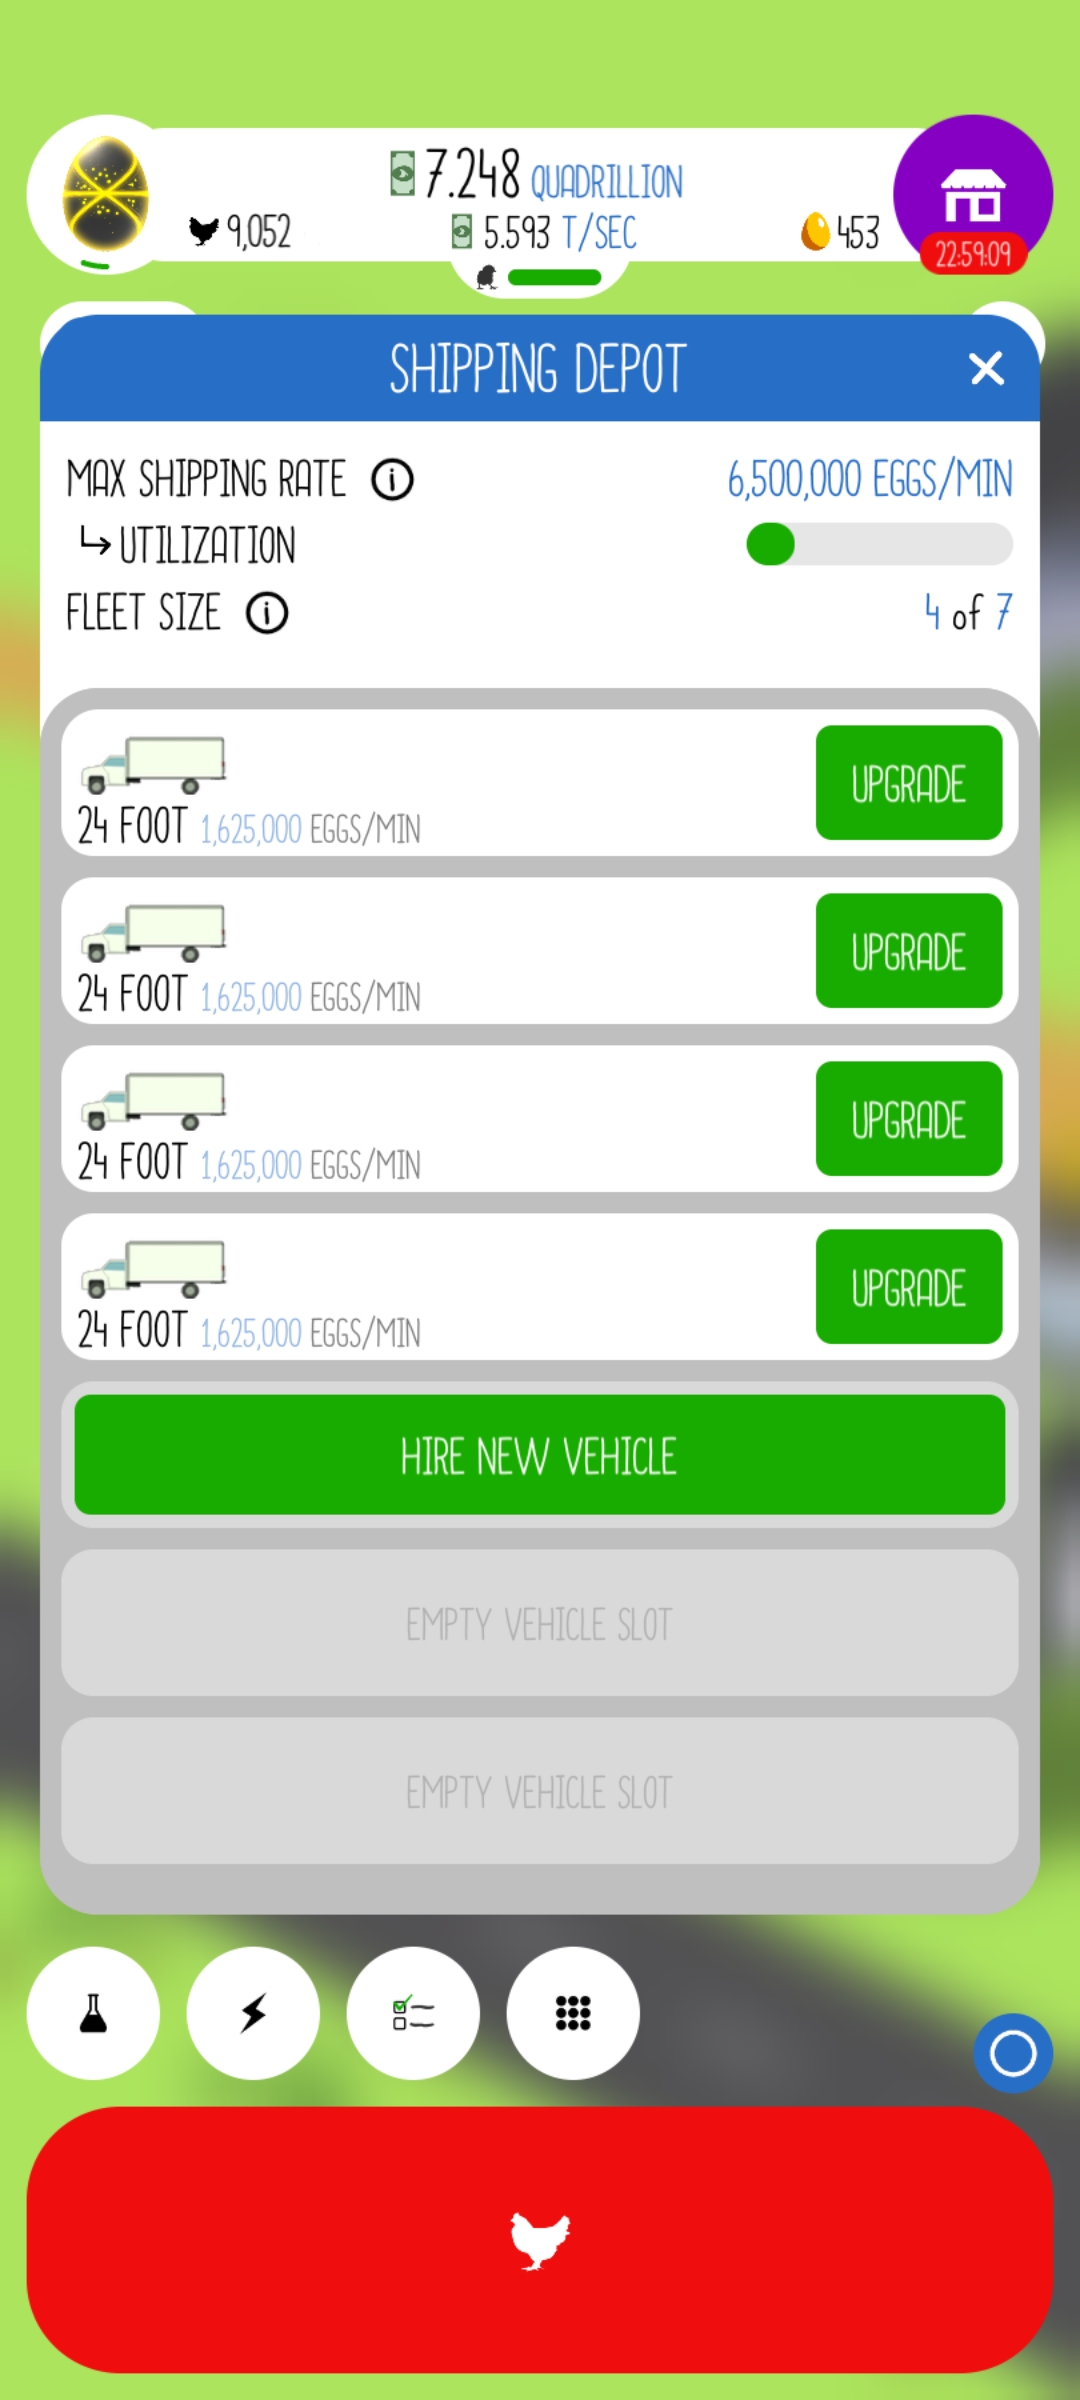 7.248 QUADRILLION
9,052 5.593 T/SEC 453
22:59:09
SHIPPING DEPOT
MAX SHIPPING RATE 6,500,000 EGGS/MIN
UTILIZATION
FLEET SIZE 4 of 7
UPGRADE
24 FOOT 1,625,000 EGGS/MIN
UPGRADE
24 FOOT 1,625,000 EGGS/MIN
UPGRADE
24 FOOT 1,625,000 EGGS/MIN
UPGRADE
24 FOOT 1,625,000 EGGS/MIN
HIRE NEW VEHICLE
EMPTY VEHICLE SLOT
EMPTY VEHICLE SLOT